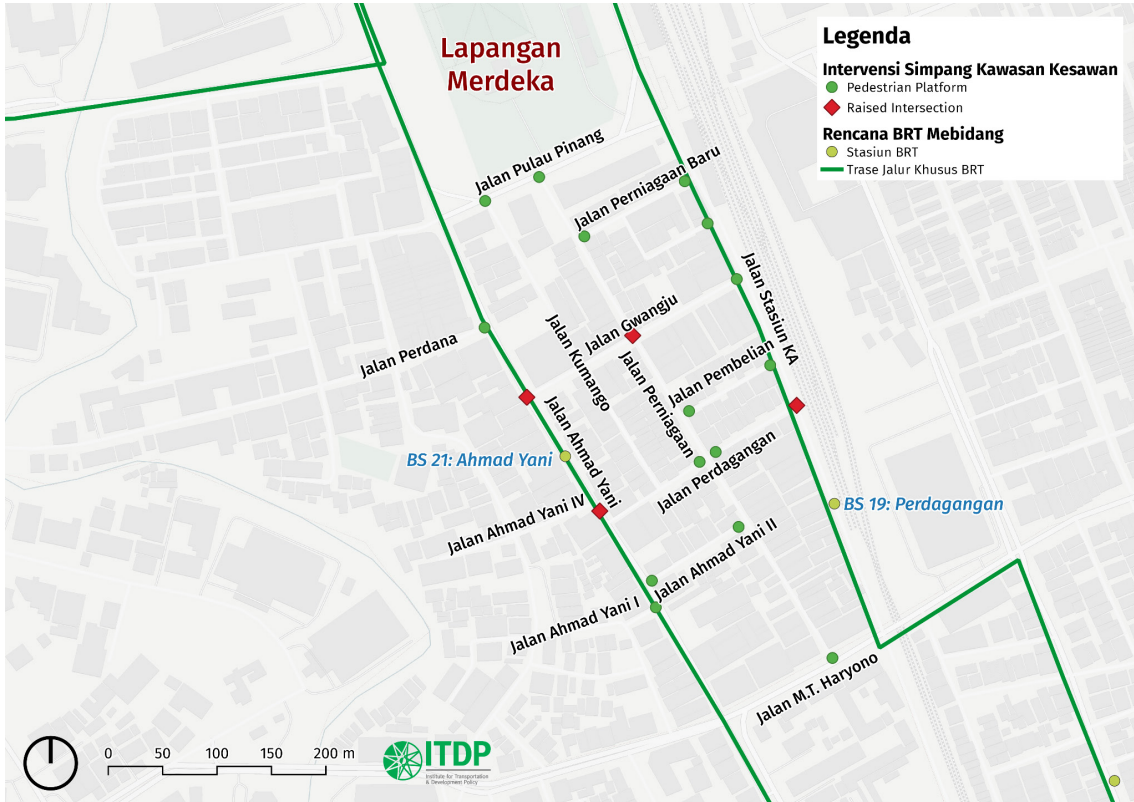 Lapangan
Merdeka
Legenda
Intervensi Simpang Kawasan Kesawan
Pedestrian Platform
Raised Intersection
Rencana BRT Mebidang
Stasiun BRT
Trase Jalur Khusus BRT
Jalan Pulau Pinang
Jalan Perniagaan Baru
Jalan Stasiun KA
Jalan Gwangju
Jalan Kumango
Jalan Perdana
Jalan Pembelian
Jalan Perniagaan
Jalan Ahmad Yani
BS 21: Ahmad Yani
Jalan Perdagangan
BS 19: Perdagangan
Jalan Ahmad Yani IV
Jalan Ahmad Yani II
Jalan Ahmad Yani I
Jalan M.T. Haryono
0 50 100 150 200 m
ITDP
Institute for Transportation
& Development Policy